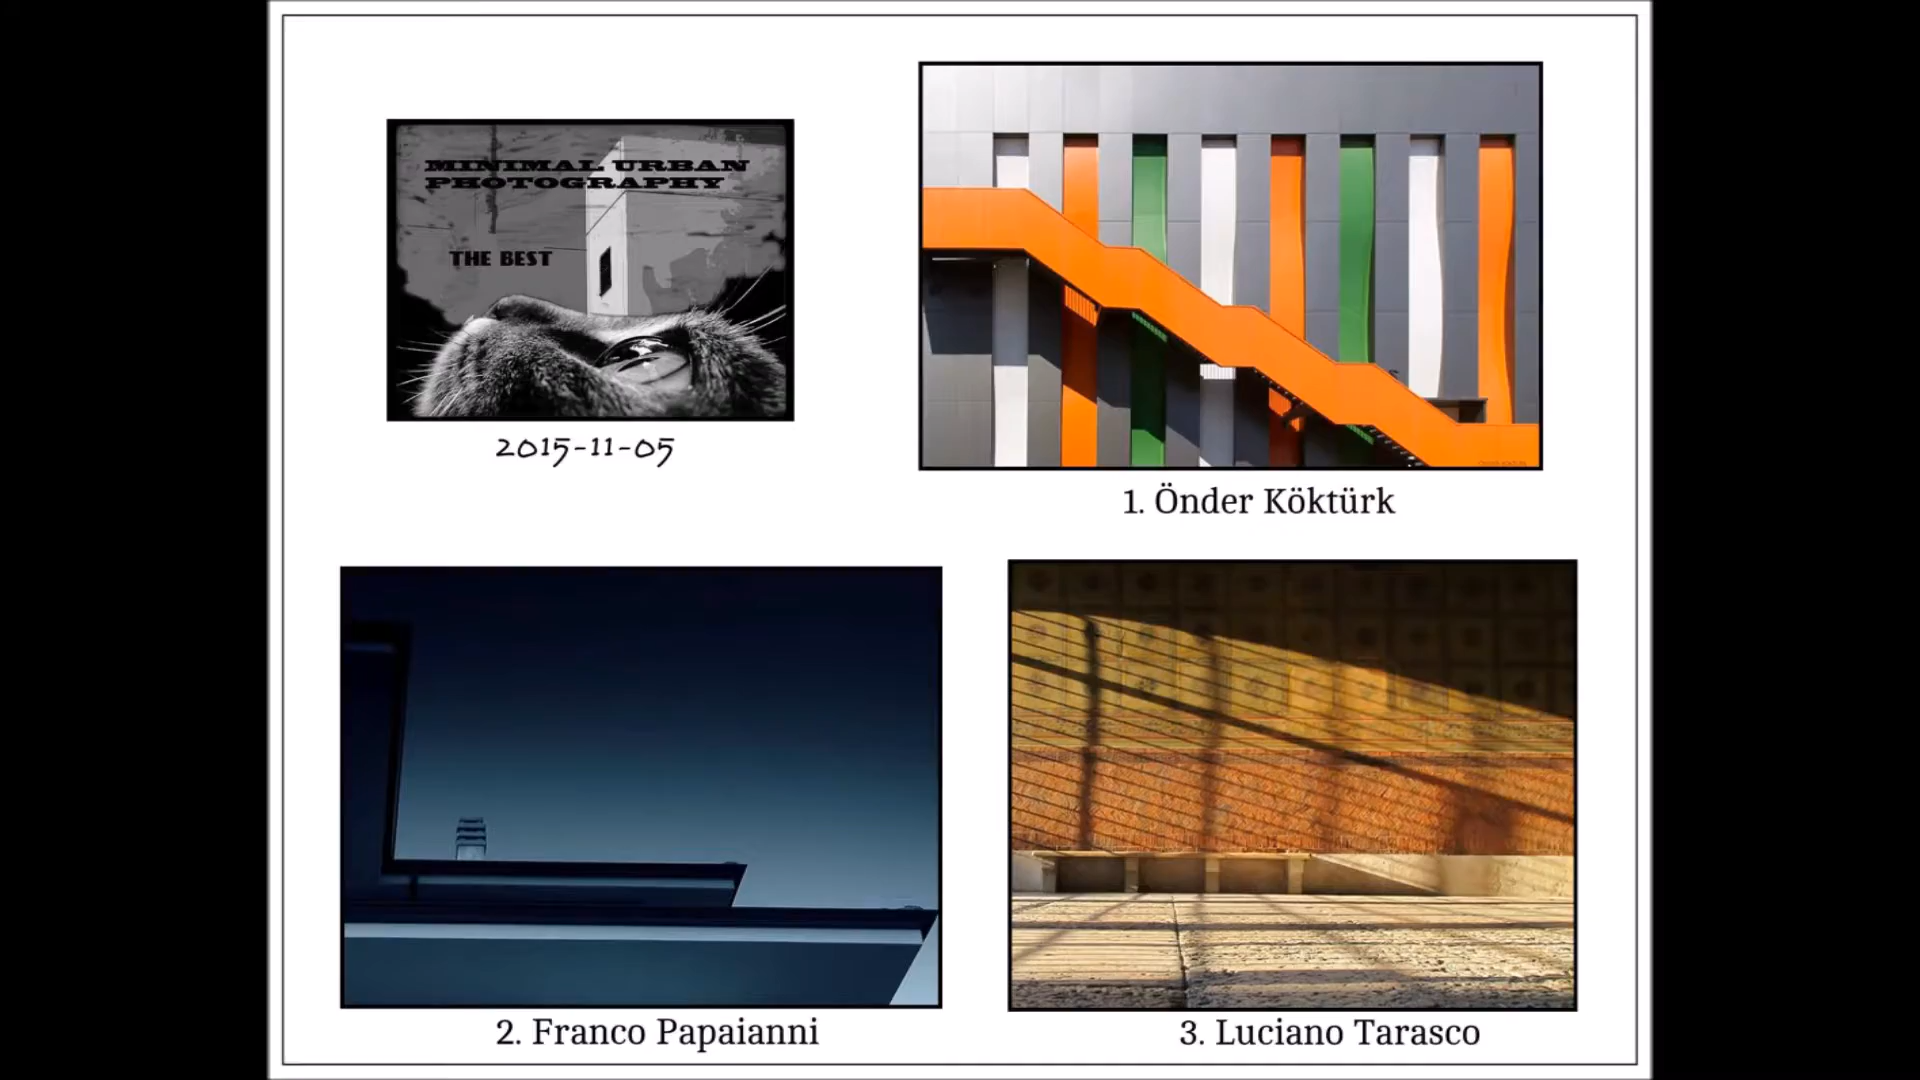 MINIMAL URBAN
PHOTOGRAPHY
THE BEST
2015-11-05
1. Önder Köktürk
2. Franco Papaianni
3. Luciano Tarasco